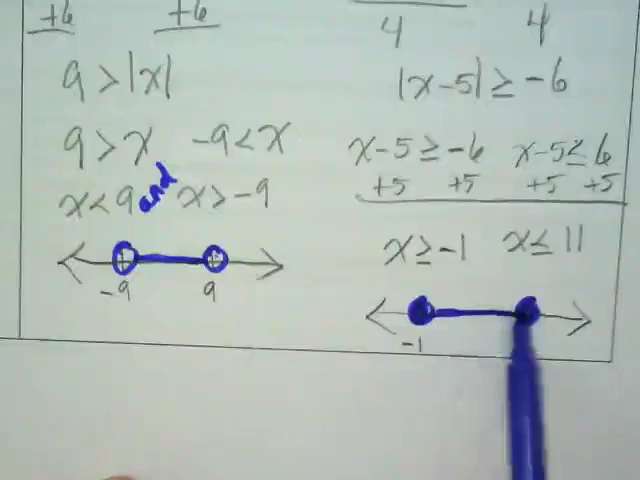 +6 +6
9 > |x|
9 > x -9 < x
x < 9 and x > -9
-9 9
4 4
|x-5| ≥ -6
x-5 ≥ -6 x-5 ≤ 6
+5 +5 +5 +5
x ≥ -1 x ≤ 11
-1